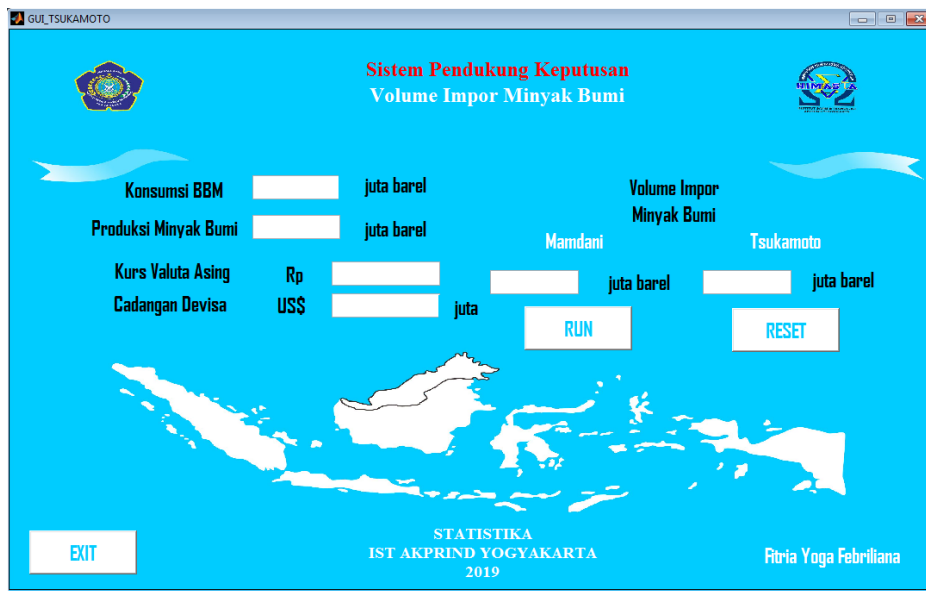 GUI_TSUKAMOTO
Sistem Pendukung Keputusan
Volume Impor Minyak Bumi
HIMASTA
Konsumsi BBM juta barel
Produksi Minyak Bumi juta barel
Kurs Valuta Asing Rp
Cadangan Devisa US$ juta
Volume Impor
Minyak Bumi
Mamdani Tsukamoto
juta barel juta barel
RUN RESET
EXIT
STATISTIKA
IST AKPRIND YOGYAKARTA
2019
Fitria Yoga Febriliana